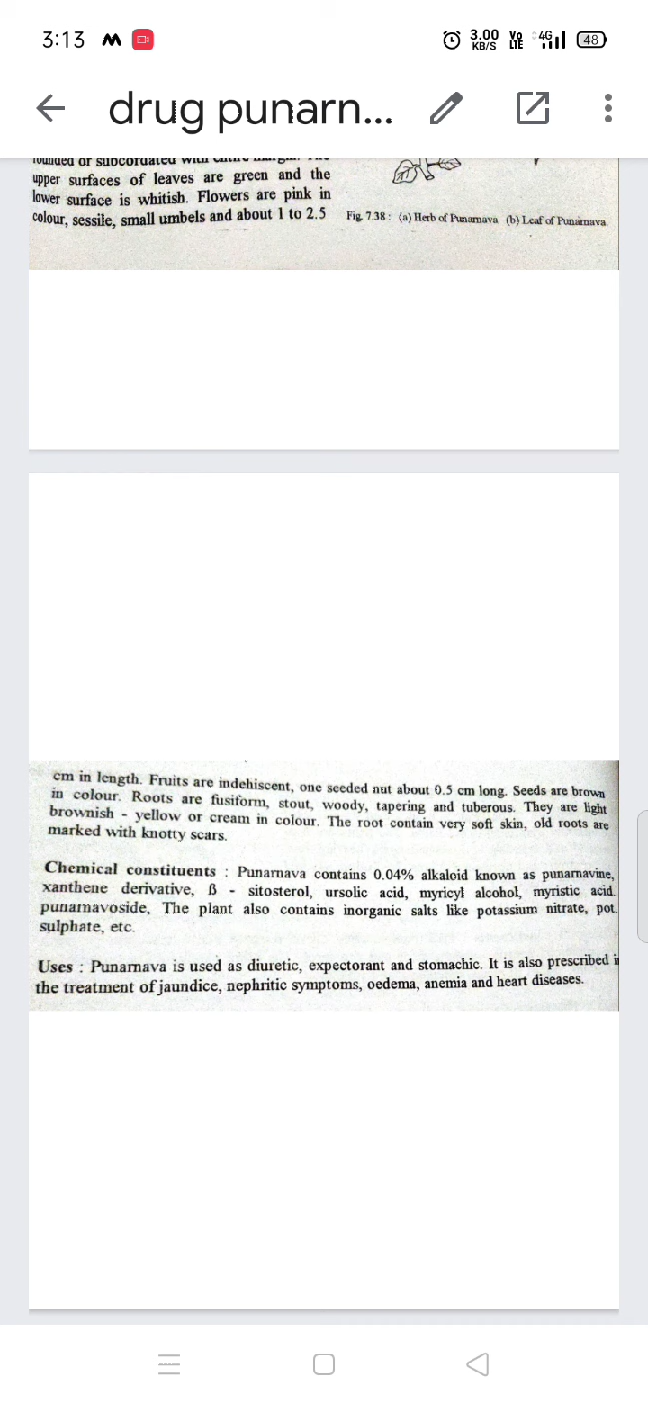 3:13
3.00 KB/S Vo LTE 4G 48
drug punarn...
upper surfaces of leaves are green and the
lower surface is whitish. Flowers are pink in
colour, sessile, small umbels and about 1 to 2.5
Fig. 7.38 : (a) Herb of Punarnava (b) Leaf of Punarnava
cm in length. Fruits are indehiscent, one seeded nut about 0.5 cm long. Seeds are brown
in colour. Roots are fusiform, stout, woody, tapering and tuberous. They are light
brownish - yellow or cream in colour. The root contain very soft skin, old roots are
marked with knotty scars.
Chemical constituents : Punarnava contains 0.04% alkaloid known as punarnavine,
xanthene derivative, ß - sitosterol, ursolic acid, myricyl alcohol, myristic acid.
punarnavoside, The plant also contains inorganic salts like potassium nitrate, pot.
sulphate, etc.
Uses : Punarnava is used as diuretic, expectorant and stomachic. It is also prescribed
the treatment of jaundice, nephritic symptoms, oedema, anemia and heart diseases.